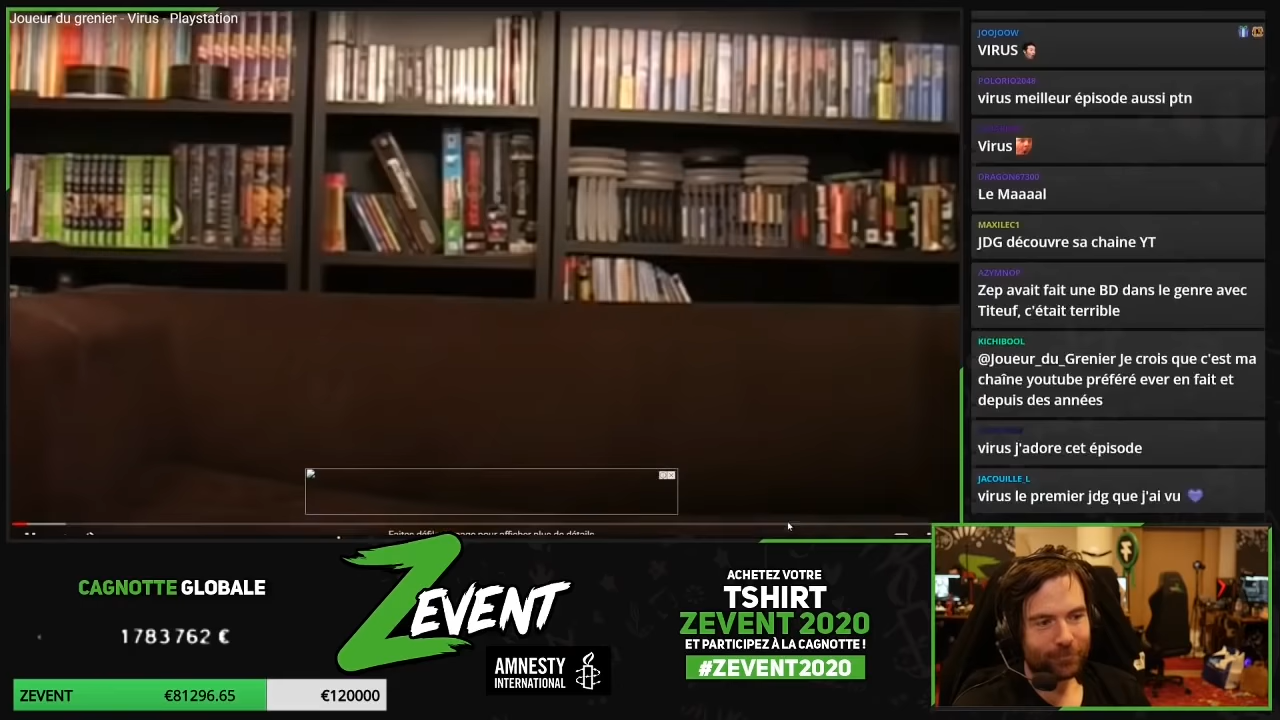 Joueur du grenier - Virus - Playstation
JOOJOOW
VIRUS
POLORIO2048
virus meilleur épisode aussi ptn
Virus
DRAGON67300
Le Maaaal
MAXILEC1
JDG découvre sa chaine YT
AZYMNOP
Zep avait fait une BD dans le genre avec
Titeuf, c'était terrible
KICHIBOOL
@Joueur_du_Grenier Je crois que c'est ma
chaîne youtube préféré ever en fait et
depuis des années
virus j'adore cet épisode
JACOUILLE_L
virus le premier jdg que j'ai vu
CAGNOTTE GLOBALE
1783762 €
ZEVENT €81296.65 €120000
ZEVENT
AMNESTY
INTERNATIONAL
ACHETEZ VOTRE
TSHIRT
ZEVENT 2020
ET PARTICIPEZ À LA CAGNOTTE !
#ZEVENT2020